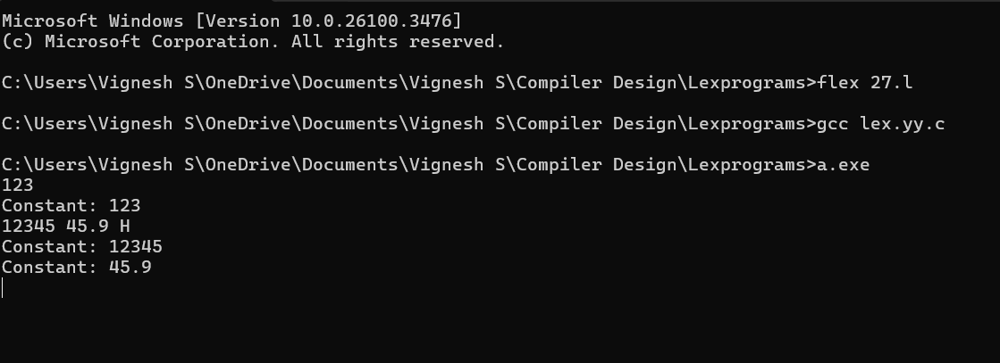 Microsoft Windows [Version 10.0.26100.3476]
(c) Microsoft Corporation. All rights reserved.
C:\Users\Vignesh S\OneDrive\Documents\Vignesh S\Compiler Design\Lexprograms>flex 27.l
C:\Users\Vignesh S\OneDrive\Documents\Vignesh S\Compiler Design\Lexprograms>gcc lex.yy.c
C:\Users\Vignesh S\OneDrive\Documents\Vignesh S\Compiler Design\Lexprograms>a.exe
123
Constant: 123
12345 45.9 H
Constant: 12345
Constant: 45.9